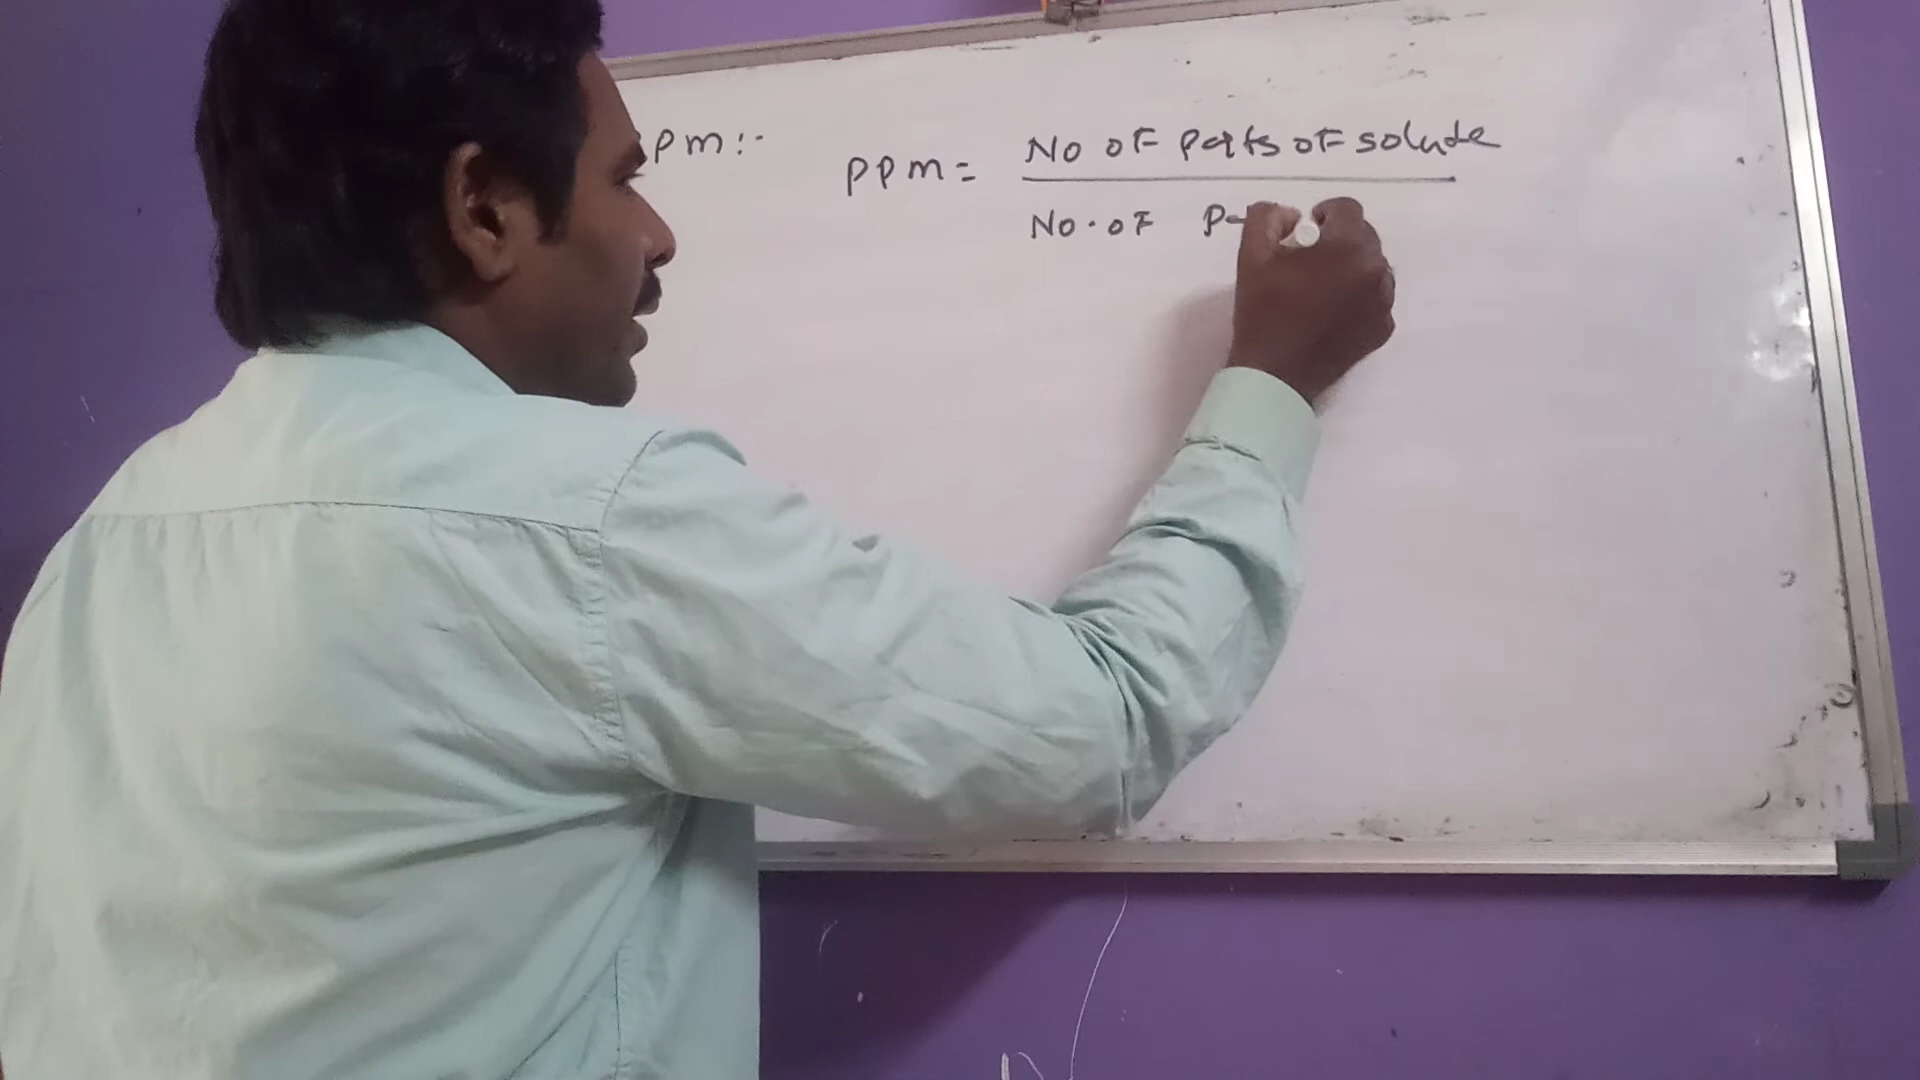 Pm:-
PPm = No OF Parts OF solute
No. OF